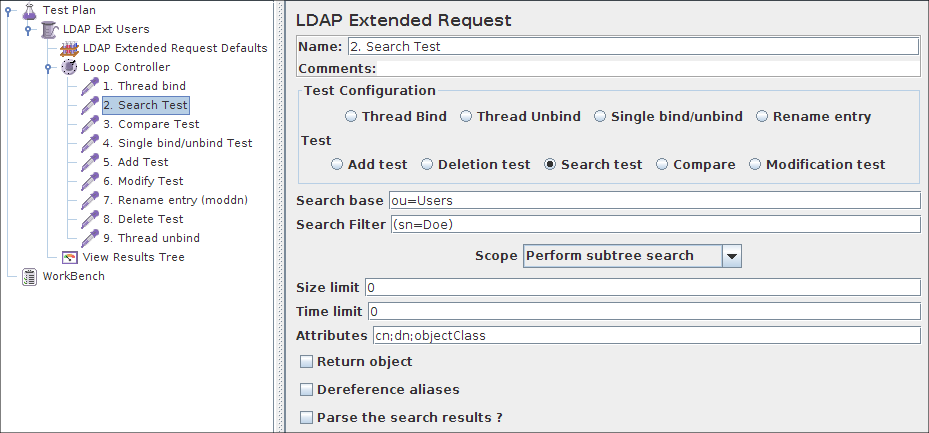 Test Plan
LDAP Ext Users
LDAP Extended Request Defaults
Loop Controller
1. Thread bind
2. Search Test
3. Compare Test
4. Single bind/unbind Test
5. Add Test
6. Modify Test
7. Rename entry (moddn)
8. Delete Test
9. Thread unbind
View Results Tree
WorkBench
LDAP Extended Request
Name: 2. Search Test
Comments:
Test Configuration
Thread Bind Thread Unbind Single bind/unbind Rename entry
Test
Add test Deletion test Search test Compare Modification test
Search base ou=Users
Search Filter (sn=Doe)
Scope Perform subtree search
Size limit 0
Time limit 0
Attributes cn;dn;objectClass
Return object
Dereference aliases
Parse the search results ?